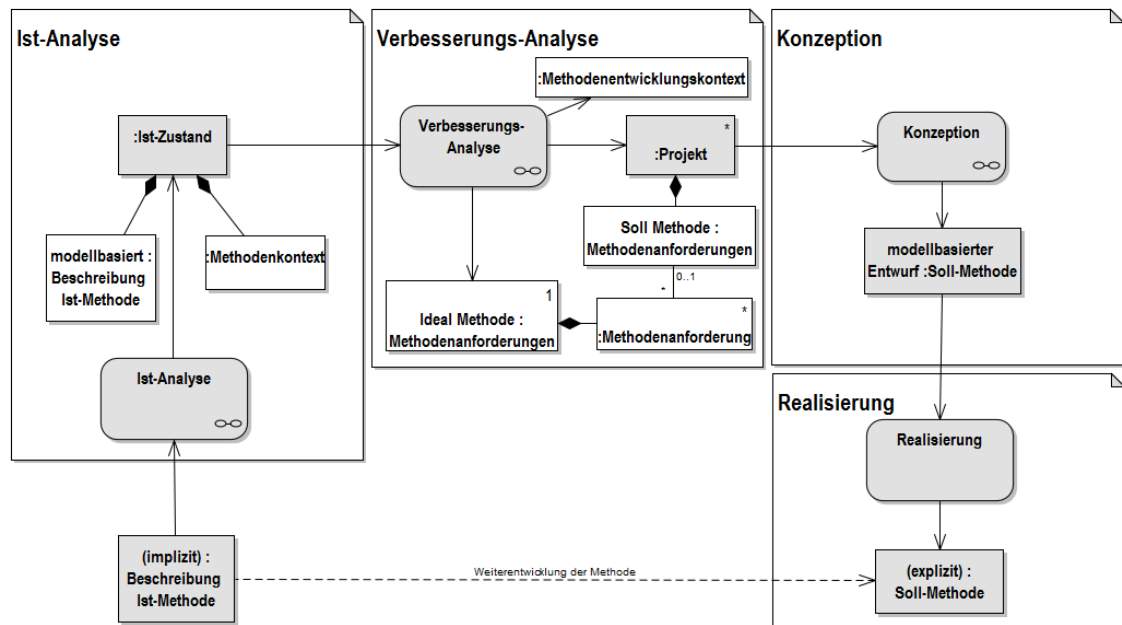 Ist-Analyse
:Ist-Zustand
modellbasiert :
Beschreibung
Ist-Methode
:Methodenkontext
Ist-Analyse
(implizit) :
Beschreibung
Ist-Methode
Verbesserungs-Analyse
:Methodenentwicklungskontext
Verbesserungs-
Analyse
*
:Projekt
Soll Methode :
Methodenanforderungen
0..1
*
1
Ideal Methode :
Methodenanforderungen
*
:Methodenanforderung
Konzeption
Konzeption
modellbasierter
Entwurf :Soll-Methode
Realisierung
Realisierung
Weiterentwicklung der Methode
(explizit) :
Soll-Methode